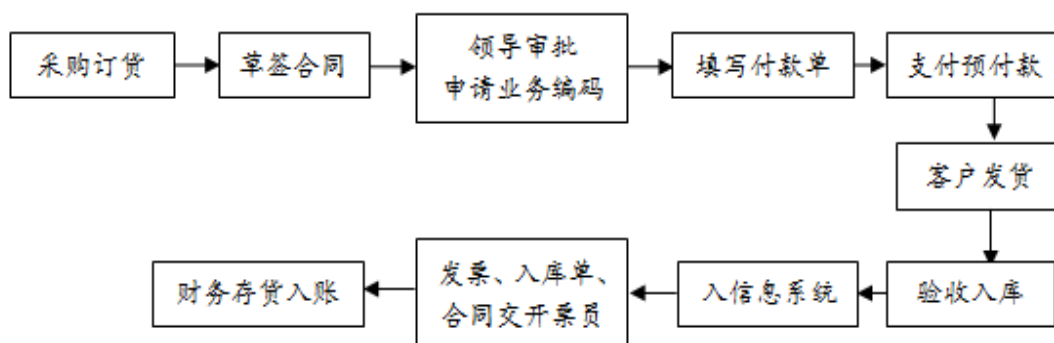 采购订货
草签合同
领导审批
申请业务编码
填写付款单
支付预付款
客户发货
验收入库
入信息系统
发票、入库单、
合同交开票员
财务存货入账